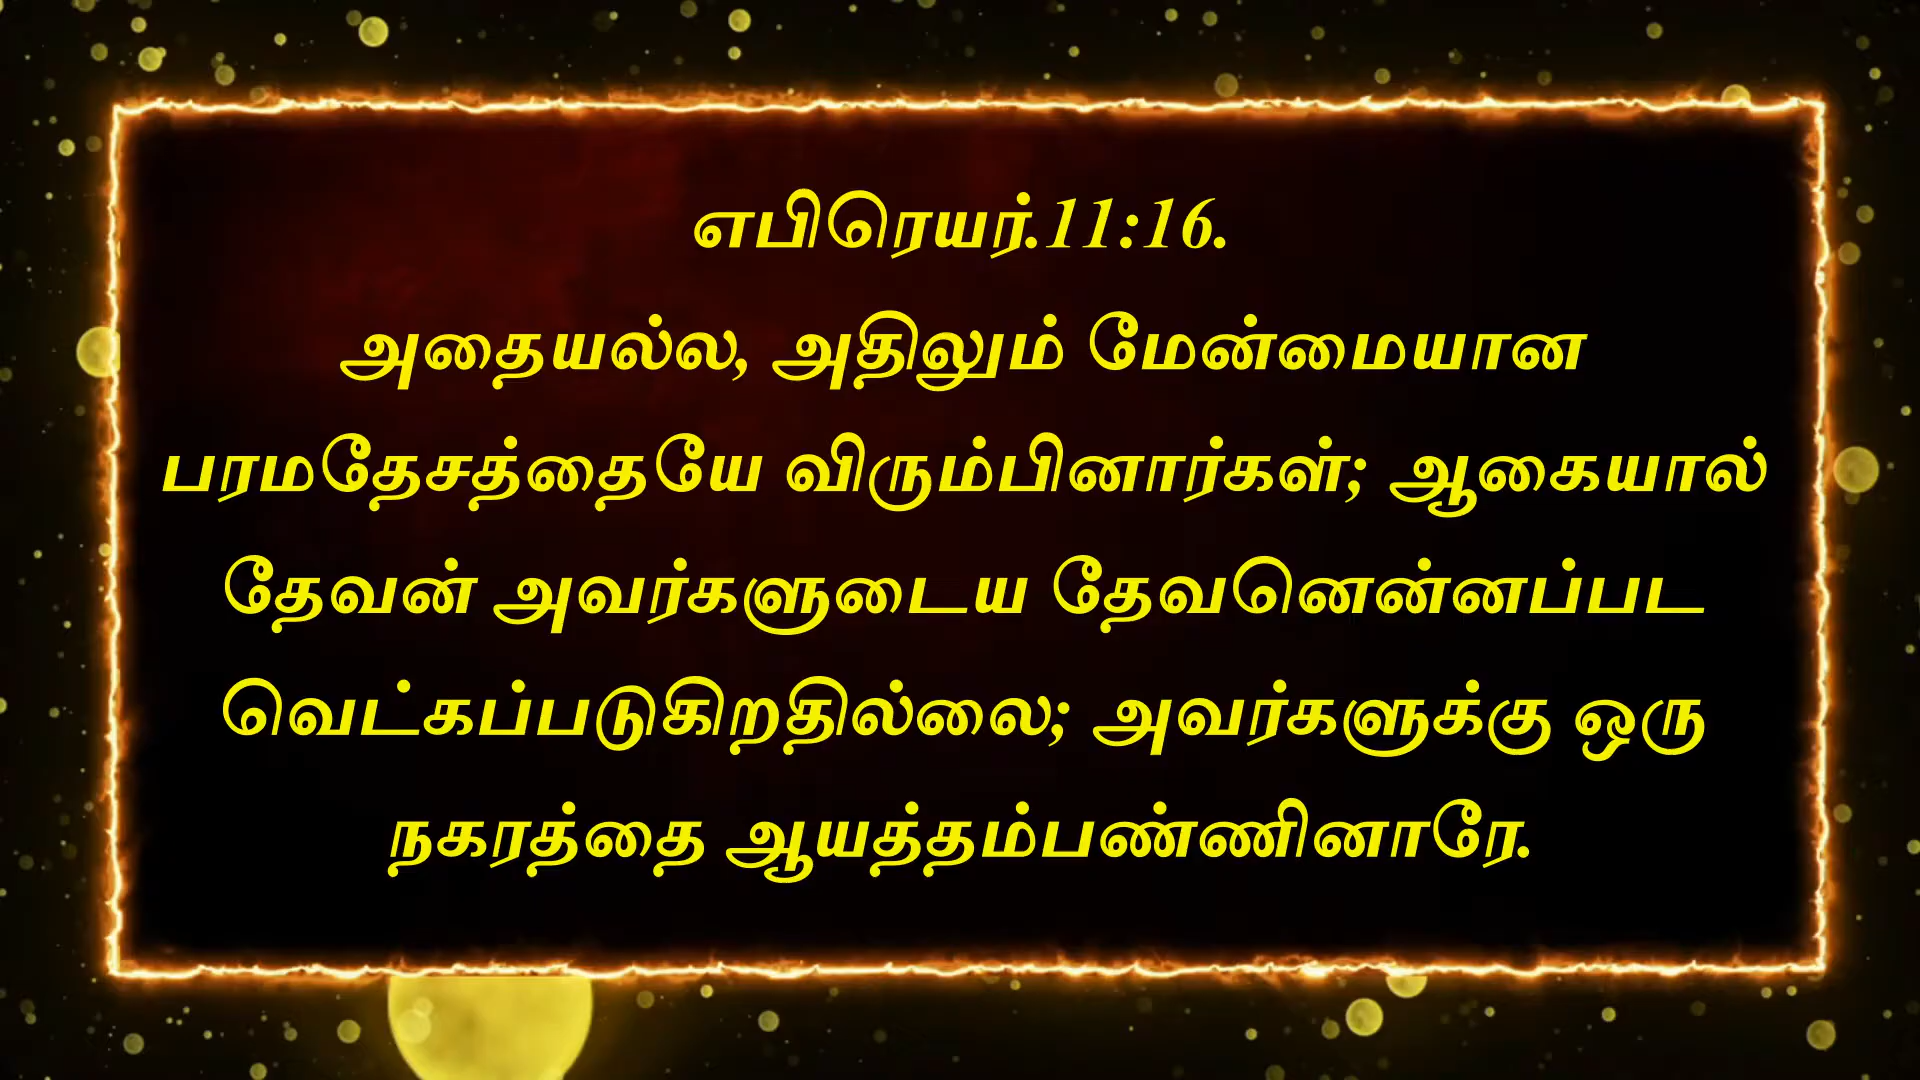 எபிரெயர்.11:16.
அதையல்ல, அதிலும் மேன்மையான
பரமதேசத்தையே விரும்பினார்கள்; ஆகையால்
தேவன் அவர்களுடைய தேவனென்னப்பட
வெட்கப்படுகிறதில்லை; அவர்களுக்கு ஒரு
நகரத்தை ஆயத்தம்பண்ணினாரே.